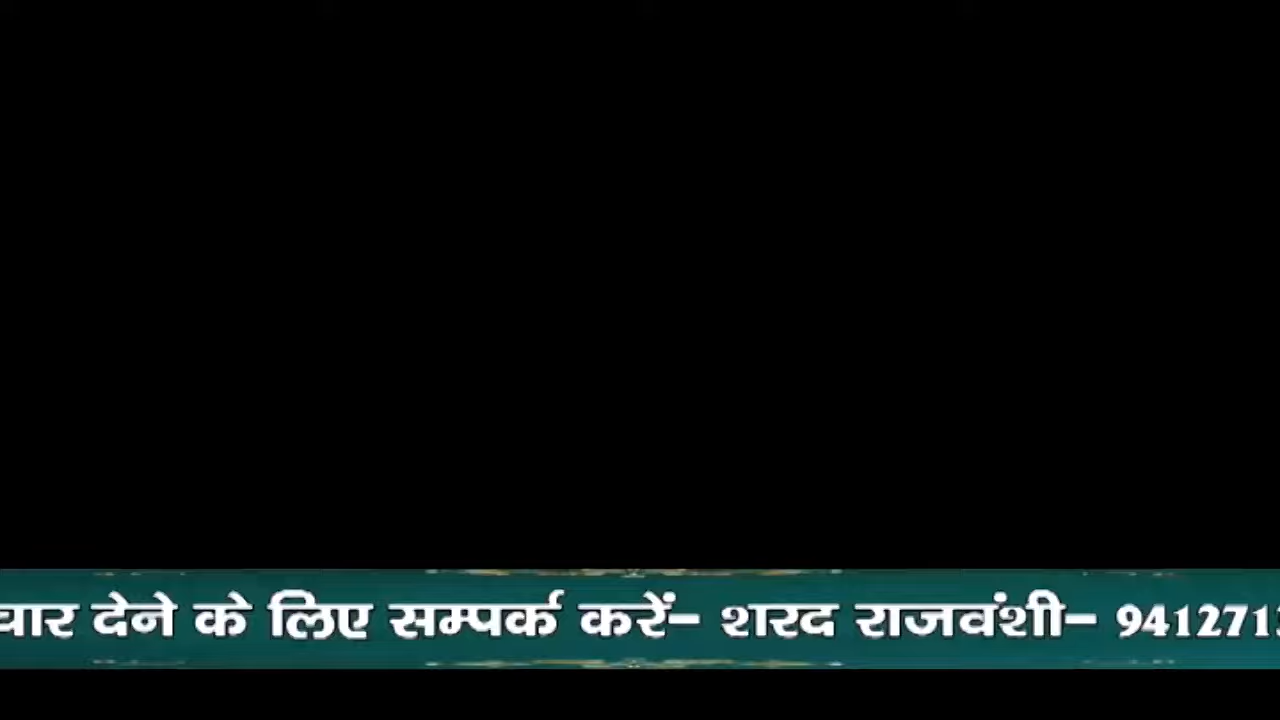 चार देने के लिए सम्पर्क करें- शरद राजवंशी- 941271